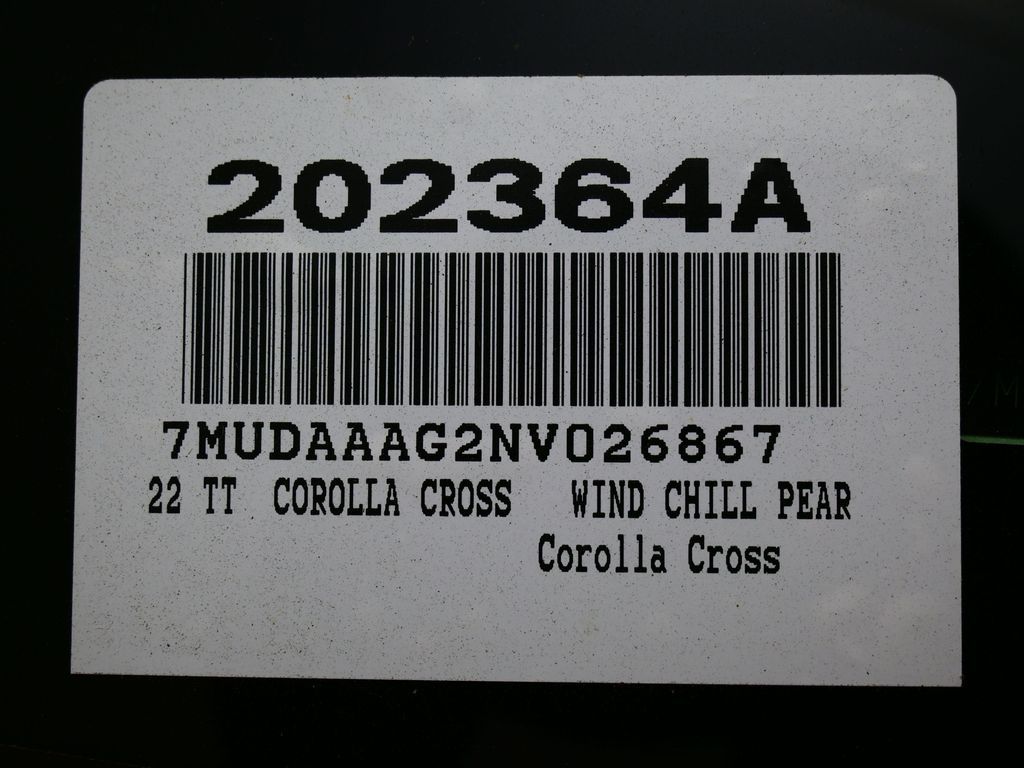 202364A
7MUDAAAG2NV026867
22 TT COROLLA CROSS WIND CHILL PEAR
Corolla Cross